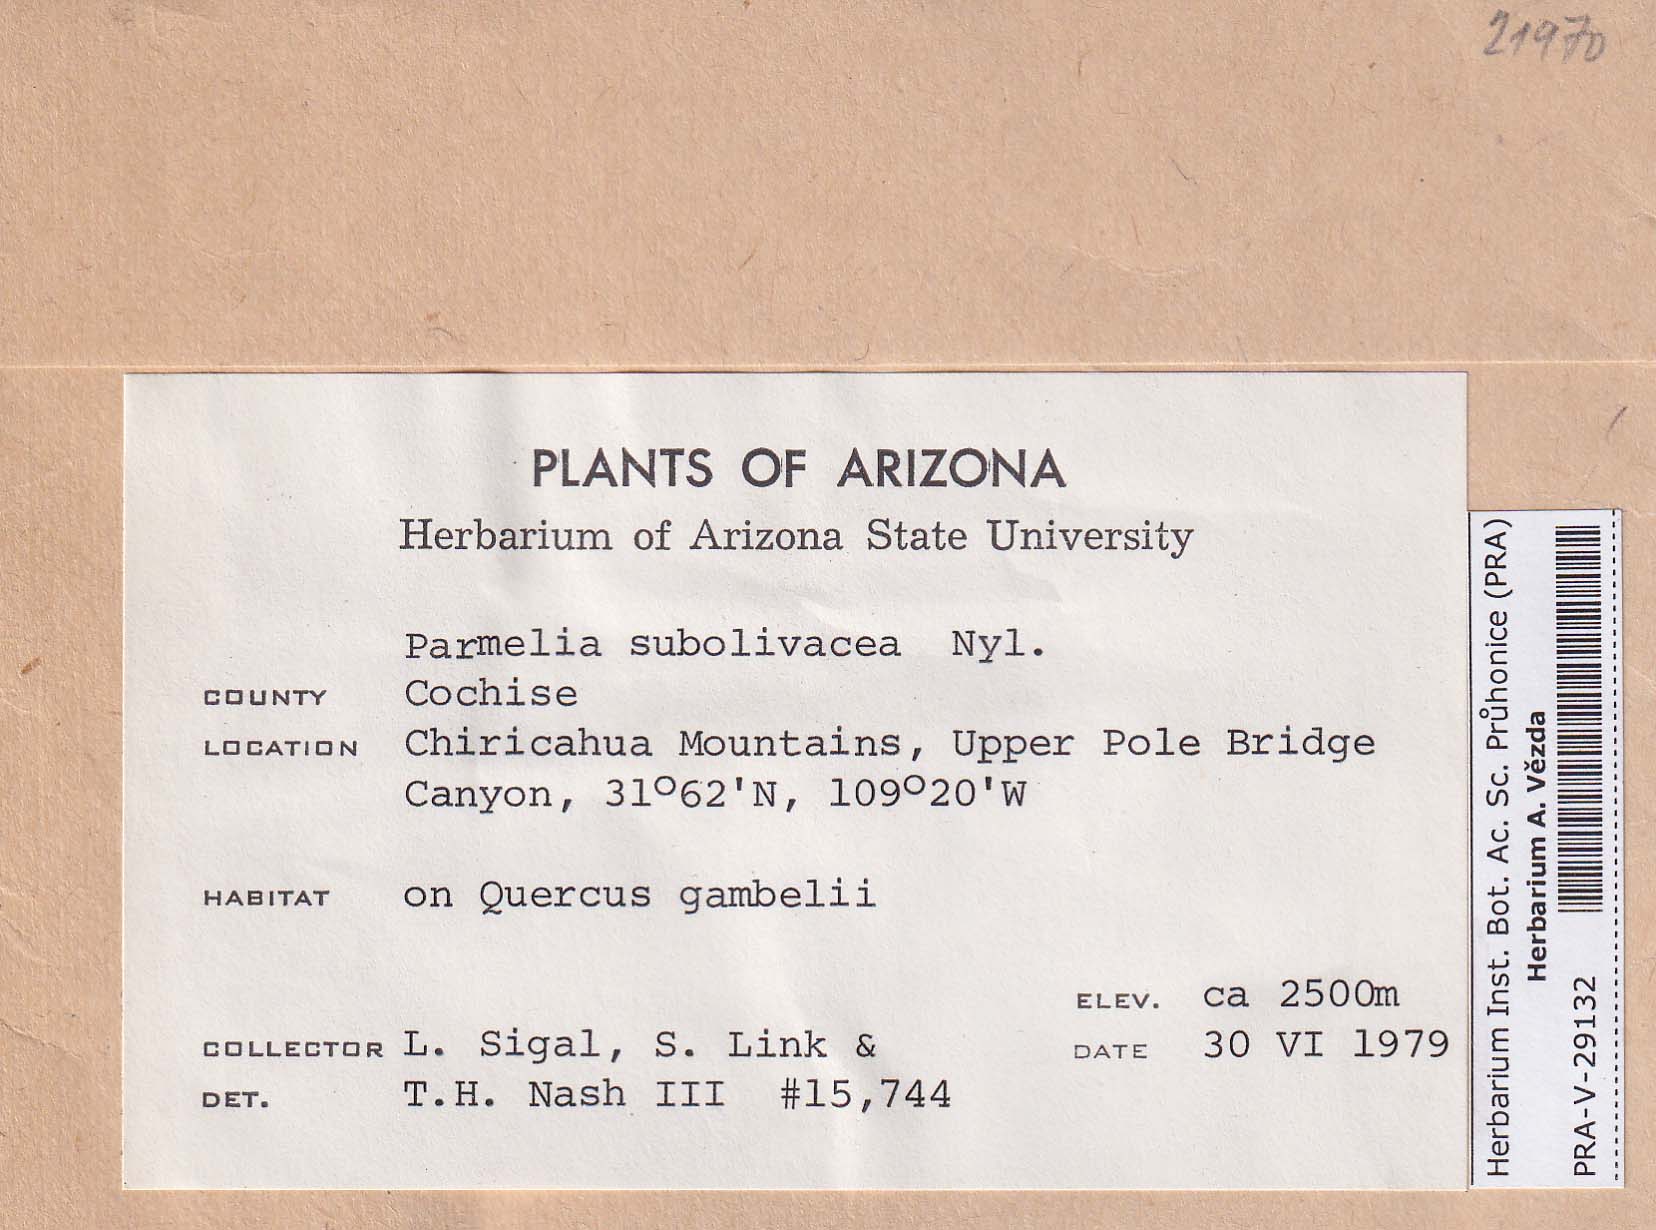 21970
PLANTS OF ARIZONA
Herbarium of Arizona State University
Parmelia subolivacea Nyl.
COUNTY Cochise
LOCATION Chiricahua Mountains, Upper Pole Bridge
Canyon, 31°62'N, 109°20'W
HABITAT on Quercus gambelii
ELEV. ca 2500m
COLLECTOR L. Sigal, S. Link &
DATE 30 VI 1979
DET. T.H. Nash III #15,744
Herbarium Inst. Bot. Ac. Sc. Průhonice (PRA)
Herbarium A. Vězda
PRA-V-29132